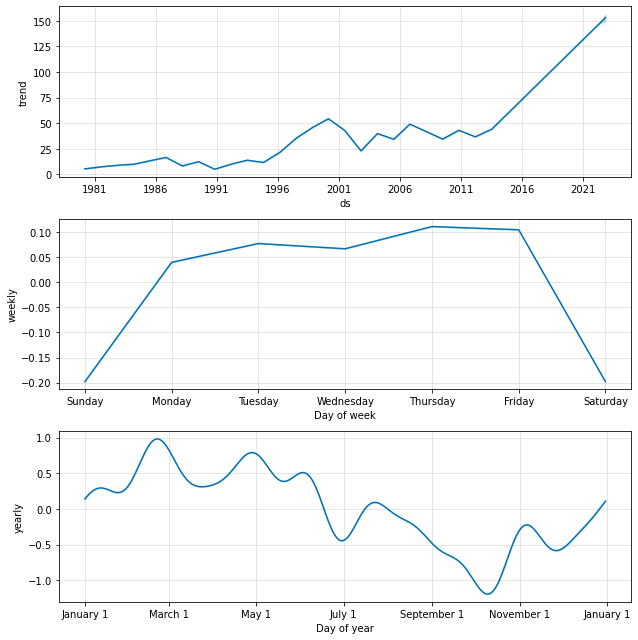 150
125
100
75
50
25
0
trend
1981 1986 1991 1996 2001 2006 2011 2016 2021
ds
0.10
0.05
0.00
−0.05
−0.10
−0.15
−0.20
weekly
Sunday Monday Tuesday Wednesday Thursday Friday Saturday
Day of week
1.0
0.5
0.0
−0.5
−1.0
yearly
January 1 March 1 May 1 July 1 September 1 November 1 January 1
Day of year